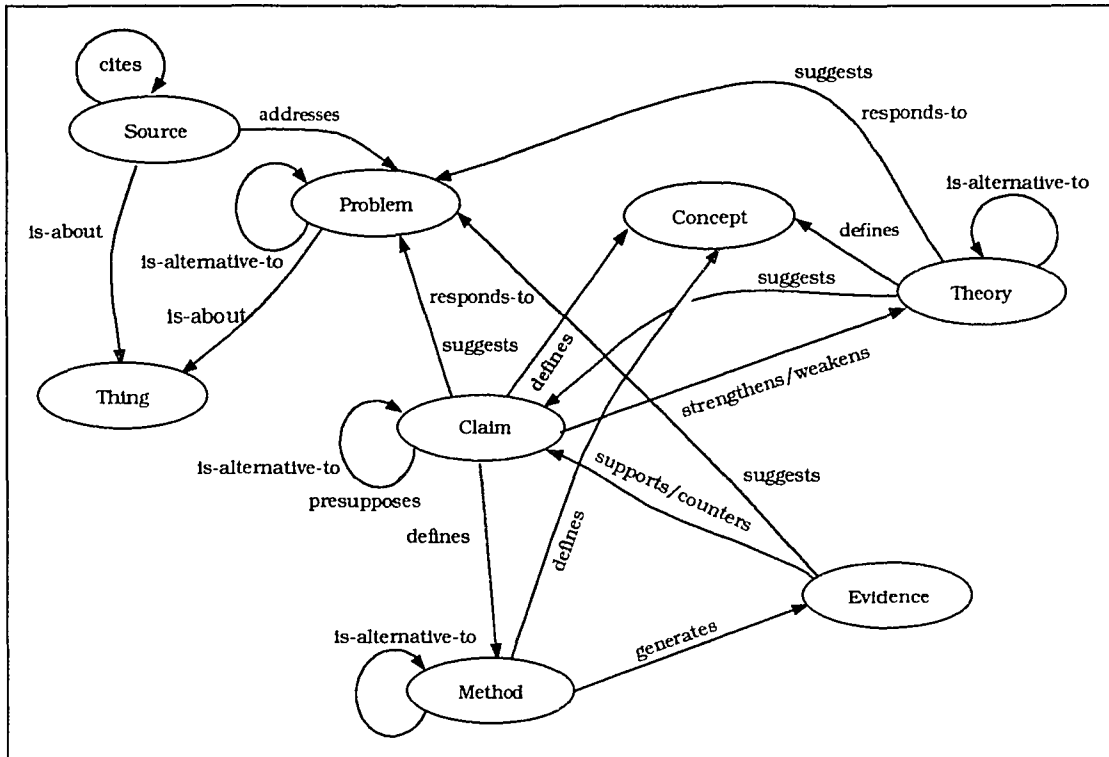 cites
suggests
addresses
responds-to
Source
is-alternative-to
Problem
Concept
is-about
defines
is-alternative-to
suggests
responds-to
Theory
is-about
suggests
defines
Thing
strengthens/weakens
Claim
is-alternative-to
supports/counters
suggests
presupposes
defines
defines
Evidence
is-alternative-to
generates
Method